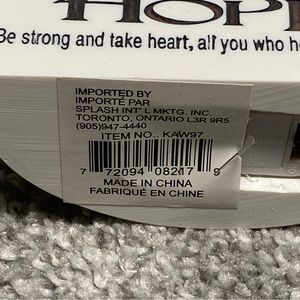 HOPE
Be strong and take heart, all you who ho
IMPORTED BY
IMPORTÉ PAR
SPLASH INT'L MKTG. INC.
TORONTO, ONTARIO L3R 9R5
(905)947-4440
ITEM NO.. KAW97
7 72094 08217 9
MADE IN CHINA
FABRIQUÉ EN CHINE